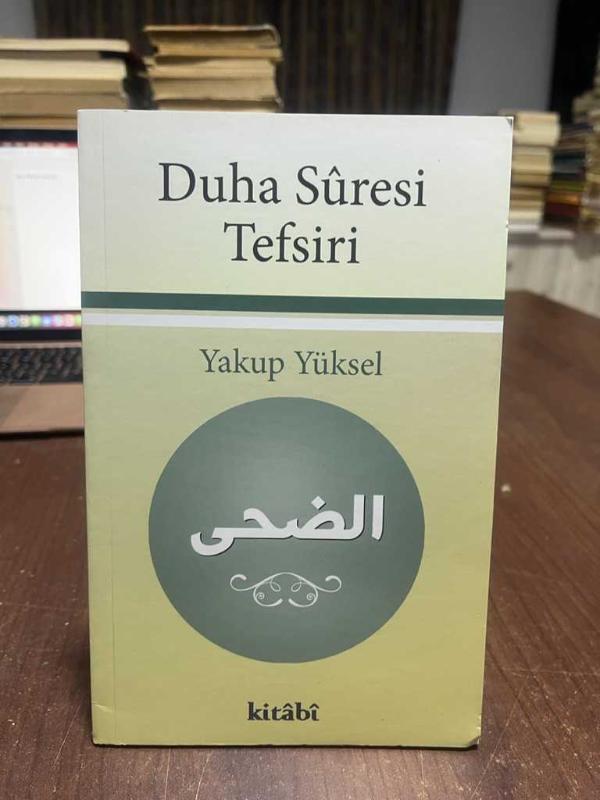 Duha Sûresi
Tefsiri
Yakup Yüksel
الضحى
kitâbî